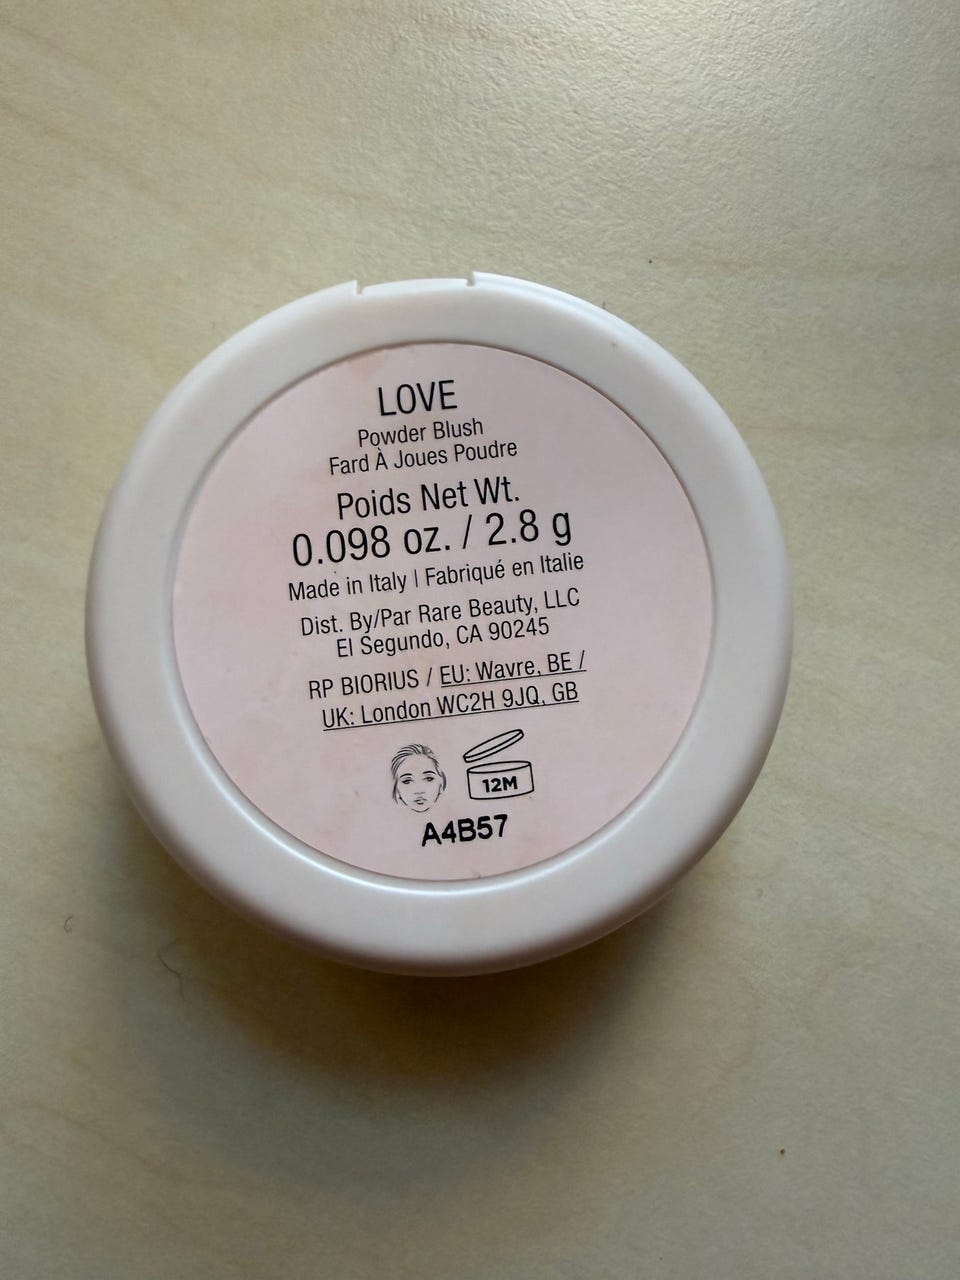 LOVE
Powder Blush
Fard À Joues Poudre
Poids Net Wt.
0.098 oz. / 2.8 g
Made in Italy | Fabriqué en Italie
Dist. By/Par Rare Beauty, LLC
El Segundo, CA 90245
RP BIORIUS / EU: Wavre, BE /
UK: London WC2H 9JQ, GB
12M
A4B57